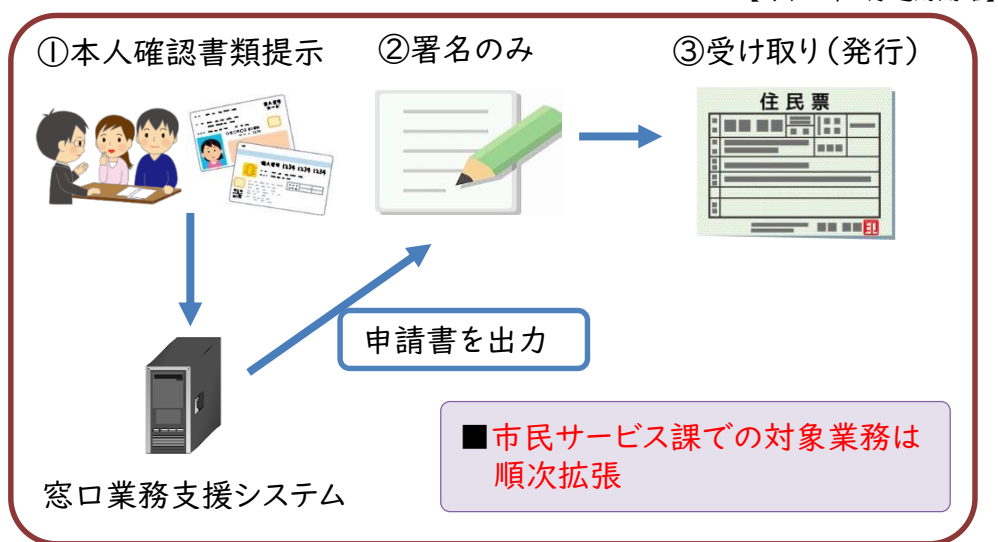 ①本人確認書類提示
②署名のみ
③受け取り(発行)
住民票
印
申請書を出力
■市民サービス課での対象業務は
順次拡張
窓口業務支援システム